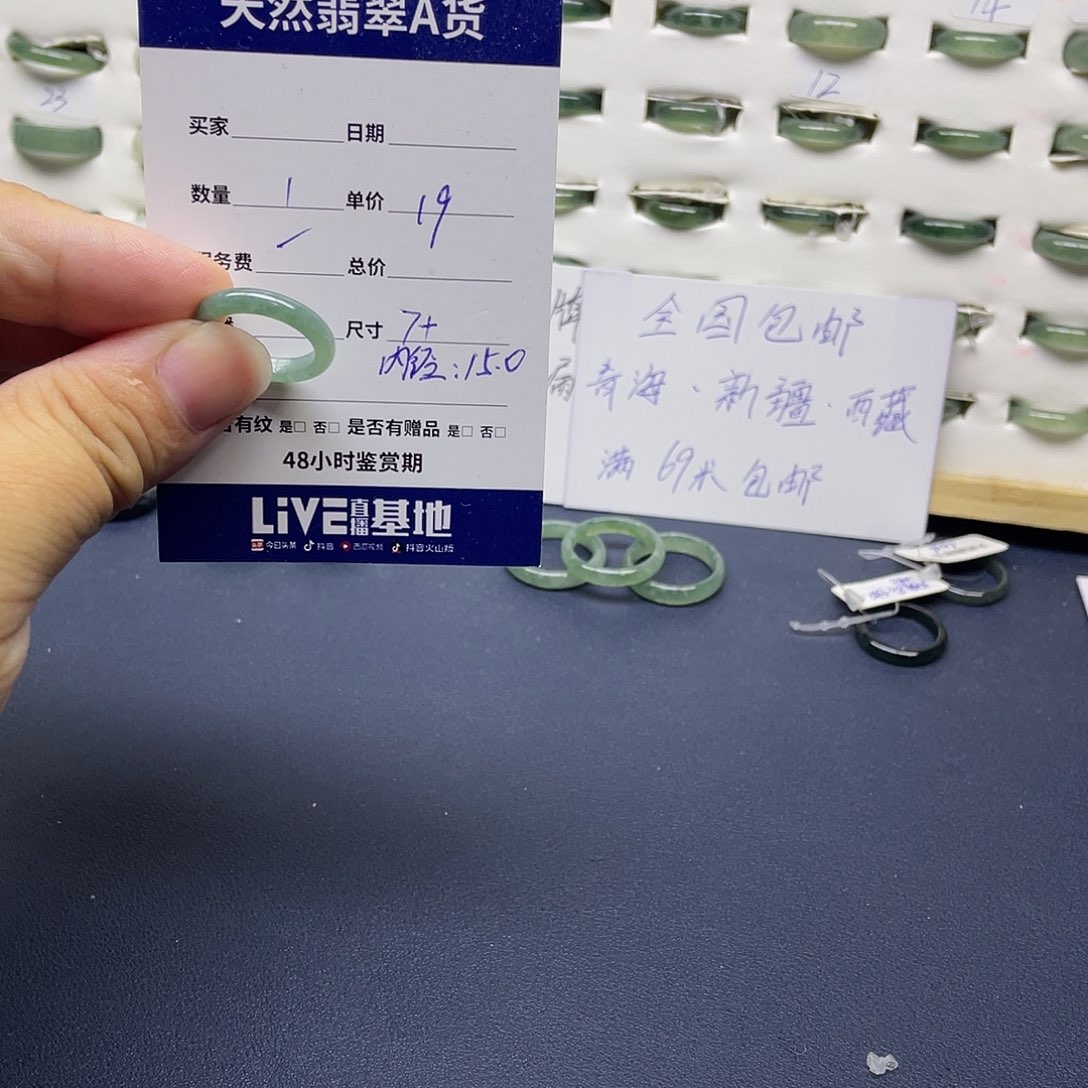 天然翡翠A货
买家 日期
数量 1 单价 19
务费 总价
尺寸 7+
内径:15.0
有纹 是□ 否□ 是否有赠品 是□ 否□
48小时鉴赏期
LiVE直播基地
今日头条 抖音 西瓜视频 抖音火山版
全国包邮
青海、新疆、西藏
满69米包邮
23
12
14